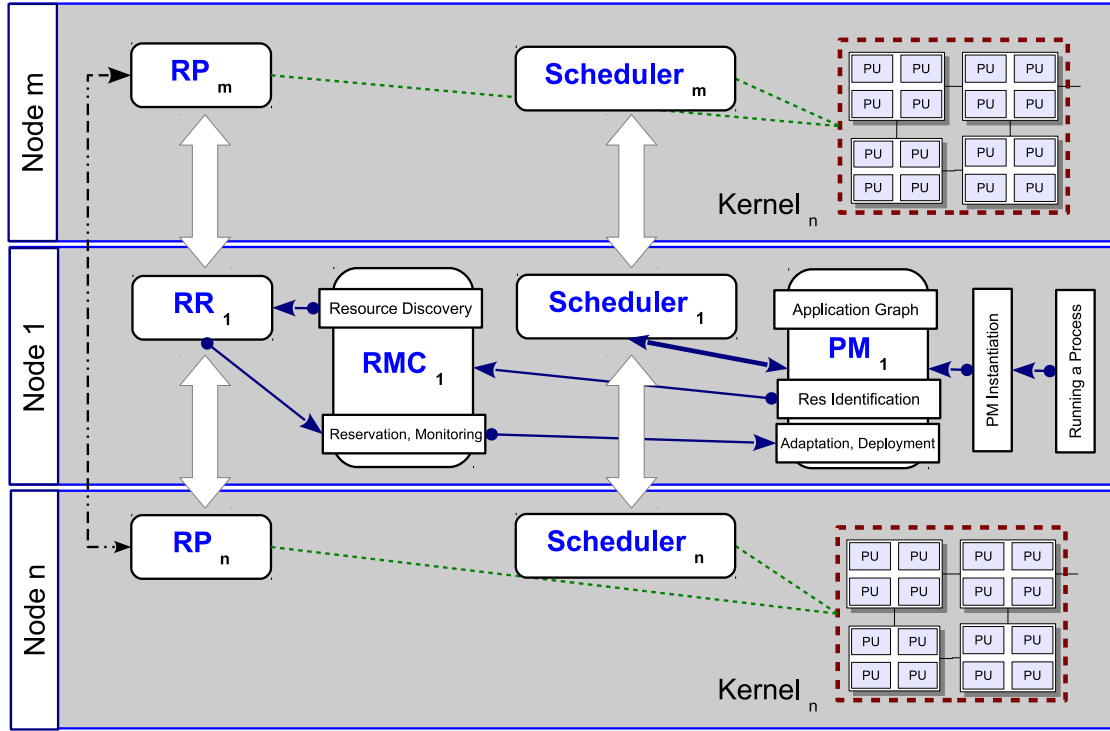 Node m
RP m
Scheduler m
PU PU PU PU
PU PU PU PU
PU PU PU PU
PU PU PU PU
Kernel n
Node 1
RR 1
Resource Discovery
RMC 1
Reservation, Monitoring
Scheduler 1
Application Graph
PM 1
Res Identification
Adaptation, Deployment
PM Instantiation
Running a Process
Node n
RP n
Scheduler n
PU PU PU PU
PU PU PU PU
PU PU PU PU
PU PU PU PU
Kernel n